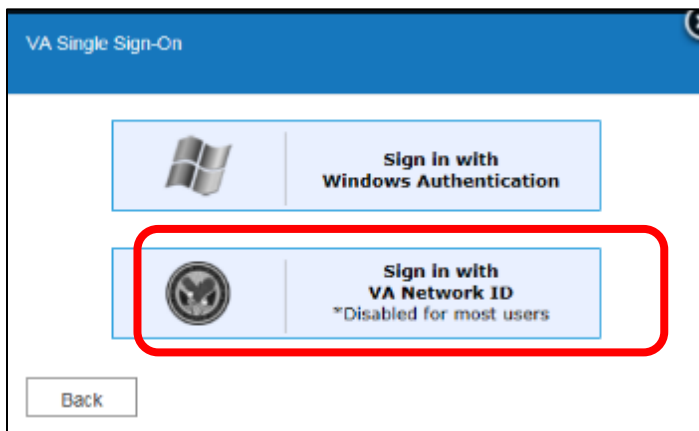 VA Single Sign-On
Sign in with
Windows Authentication
Sign in with
VA Network ID
*Disabled for most users
Back